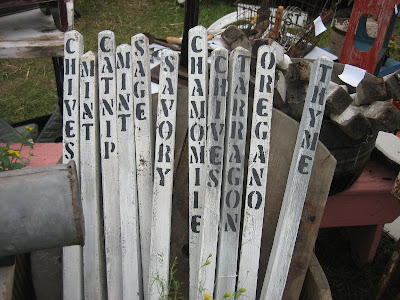 CHIVES
MINT
CATNIP
MINT
SAGE
SAVORY
CHAMOMILE
CHIVES
TARRAGON
OREGANO
THYME